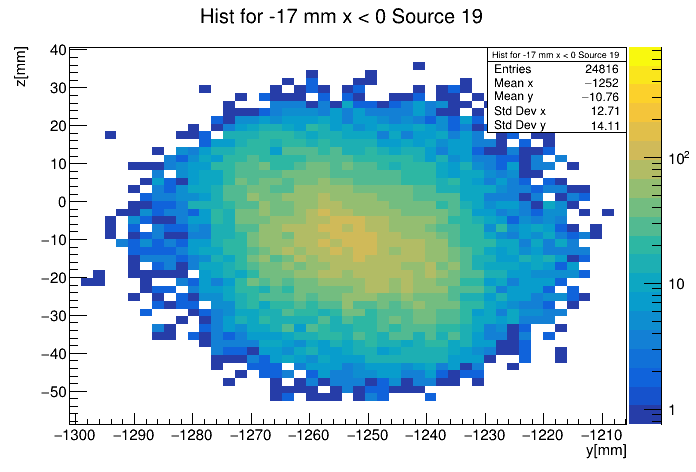 Hist for -17 mm x < 0 Source 19
z[mm]
40
30
20
10
0
−10
−20
−30
−40
−50
Hist for -17 mm x < 0 Source 19
Entries 24816
Mean x −1252
Mean y −10.76
Std Dev x 12.71
Std Dev y 14.11
10²
10
1
−1300 −1290 −1280 −1270 −1260 −1250 −1240 −1230 −1220 −1210
y[mm]